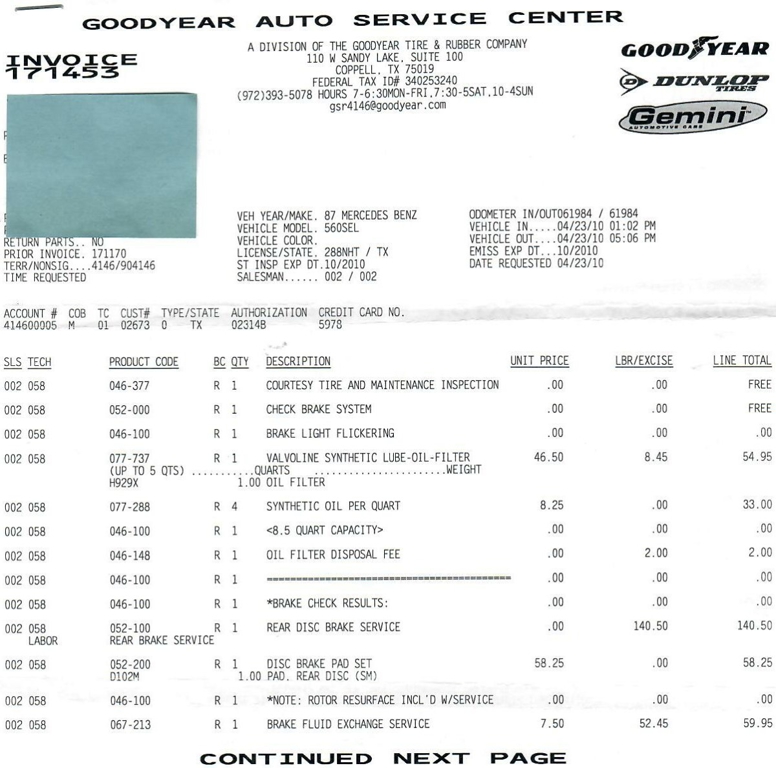 GOODYEAR AUTO SERVICE CENTER
INVOICE
171453
A DIVISION OF THE GOODYEAR TIRE & RUBBER COMPANY
110 W SANDY LAKE, SUITE 100
COPPELL, TX 75019
FEDERAL TAX ID# 340253240
(972)393-5078 HOURS 7-6:30MON-FRI,7:30-5SAT,10-4SUN
gsr4146@goodyear.com
GOODYEAR
DUNLOP
TIRES
Gemini
AUTOMOTIVE CARE
RETURN PARTS.. NO
PRIOR INVOICE. 171170
TERR/NONSIG....4146/904146
TIME REQUESTED
VEH YEAR/MAKE. 87 MERCEDES BENZ
VEHICLE MODEL. 560SEL
VEHICLE COLOR.
LICENSE/STATE. 288NHT / TX
ST INSP EXP DT.10/2010
SALESMAN...... 002 / 002
ODOMETER IN/OUT061984 / 61984
VEHICLE IN.....04/23/10 01:02 PM
VEHICLE OUT....04/23/10 05:06 PM
EMISS EXP DT...10/2010
DATE REQUESTED 04/23/10
ACCOUNT # COB TC CUST# TYPE/STATE AUTHORIZATION CREDIT CARD NO.
414600005 M 01 02673 0 TX 02314B 5978
SLS TECH PRODUCT CODE BC QTY DESCRIPTION UNIT PRICE LBR/EXCISE LINE TOTAL
002 058 046-377 R 1 COURTESY TIRE AND MAINTENANCE INSPECTION .00 .00 FREE
002 058 052-000 R 1 CHECK BRAKE SYSTEM .00 .00 FREE
002 058 046-100 R 1 BRAKE LIGHT FLICKERING .00 .00 .00
002 058 077-737 R 1 VALVOLINE SYNTHETIC LUBE-OIL-FILTER 46.50 8.45 54.95
(UP TO 5 QTS) ...........QUARTS .......................WEIGHT
H929X 1.00 OIL FILTER
002 058 077-288 R 4 SYNTHETIC OIL PER QUART 8.25 .00 33.00
002 058 046-100 R 1 <8.5 QUART CAPACITY> .00 .00 .00
002 058 046-148 R 1 OIL FILTER DISPOSAL FEE .00 2.00 2.00
002 058 046-100 R 1 ========================================== .00 .00 .00
002 058 046-100 R 1 *BRAKE CHECK RESULTS: .00 .00 .00
002 058 052-100 R 1 REAR DISC BRAKE SERVICE .00 140.50 140.50
LABOR REAR BRAKE SERVICE
002 058 052-200 R 1 DISC BRAKE PAD SET 58.25 .00 58.25
D102M 1.00 PAD, REAR DISC (SM)
002 058 046-100 R 1 *NOTE: ROTOR RESURFACE INCL'D W/SERVICE .00 .00 .00
002 058 067-213 R 1 BRAKE FLUID EXCHANGE SERVICE 7.50 52.45 59.95
CONTINUED NEXT PAGE